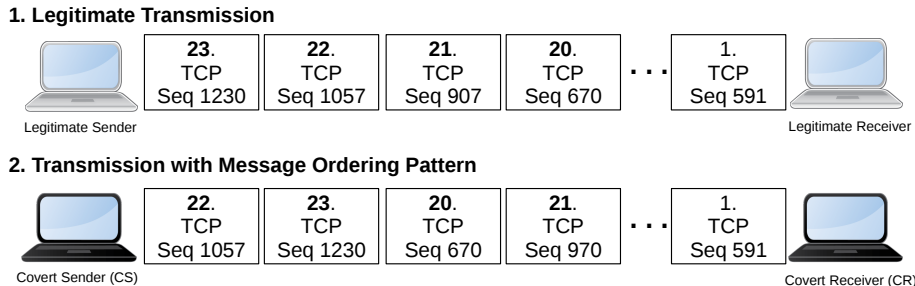 1. Legitimate Transmission
23. 22. 21. 20. 1.
TCP TCP TCP TCP ... TCP
Seq 1230 Seq 1057 Seq 907 Seq 670 Seq 591
Legitimate Sender Legitimate Receiver
2. Transmission with Message Ordering Pattern
22. 23. 20. 21. 1.
TCP TCP TCP TCP ... TCP
Seq 1057 Seq 1230 Seq 670 Seq 970 Seq 591
Covert Sender (CS) Covert Receiver (CR)